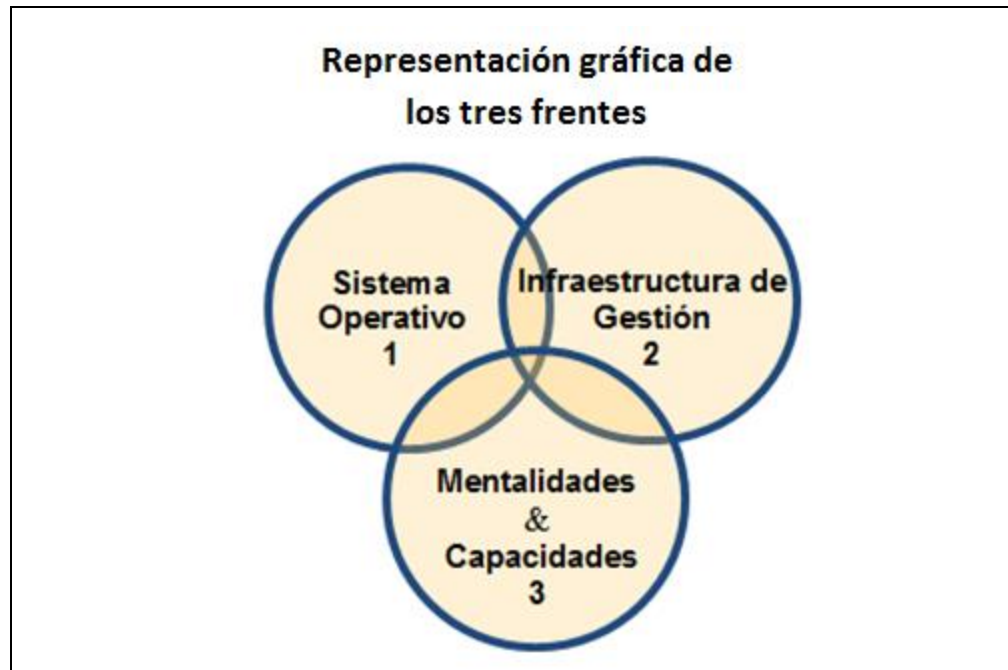 Representación gráfica de
los tres frentes
Sistema
Operativo
1
Infraestructura de
Gestión
2
Mentalidades
&
Capacidades
3